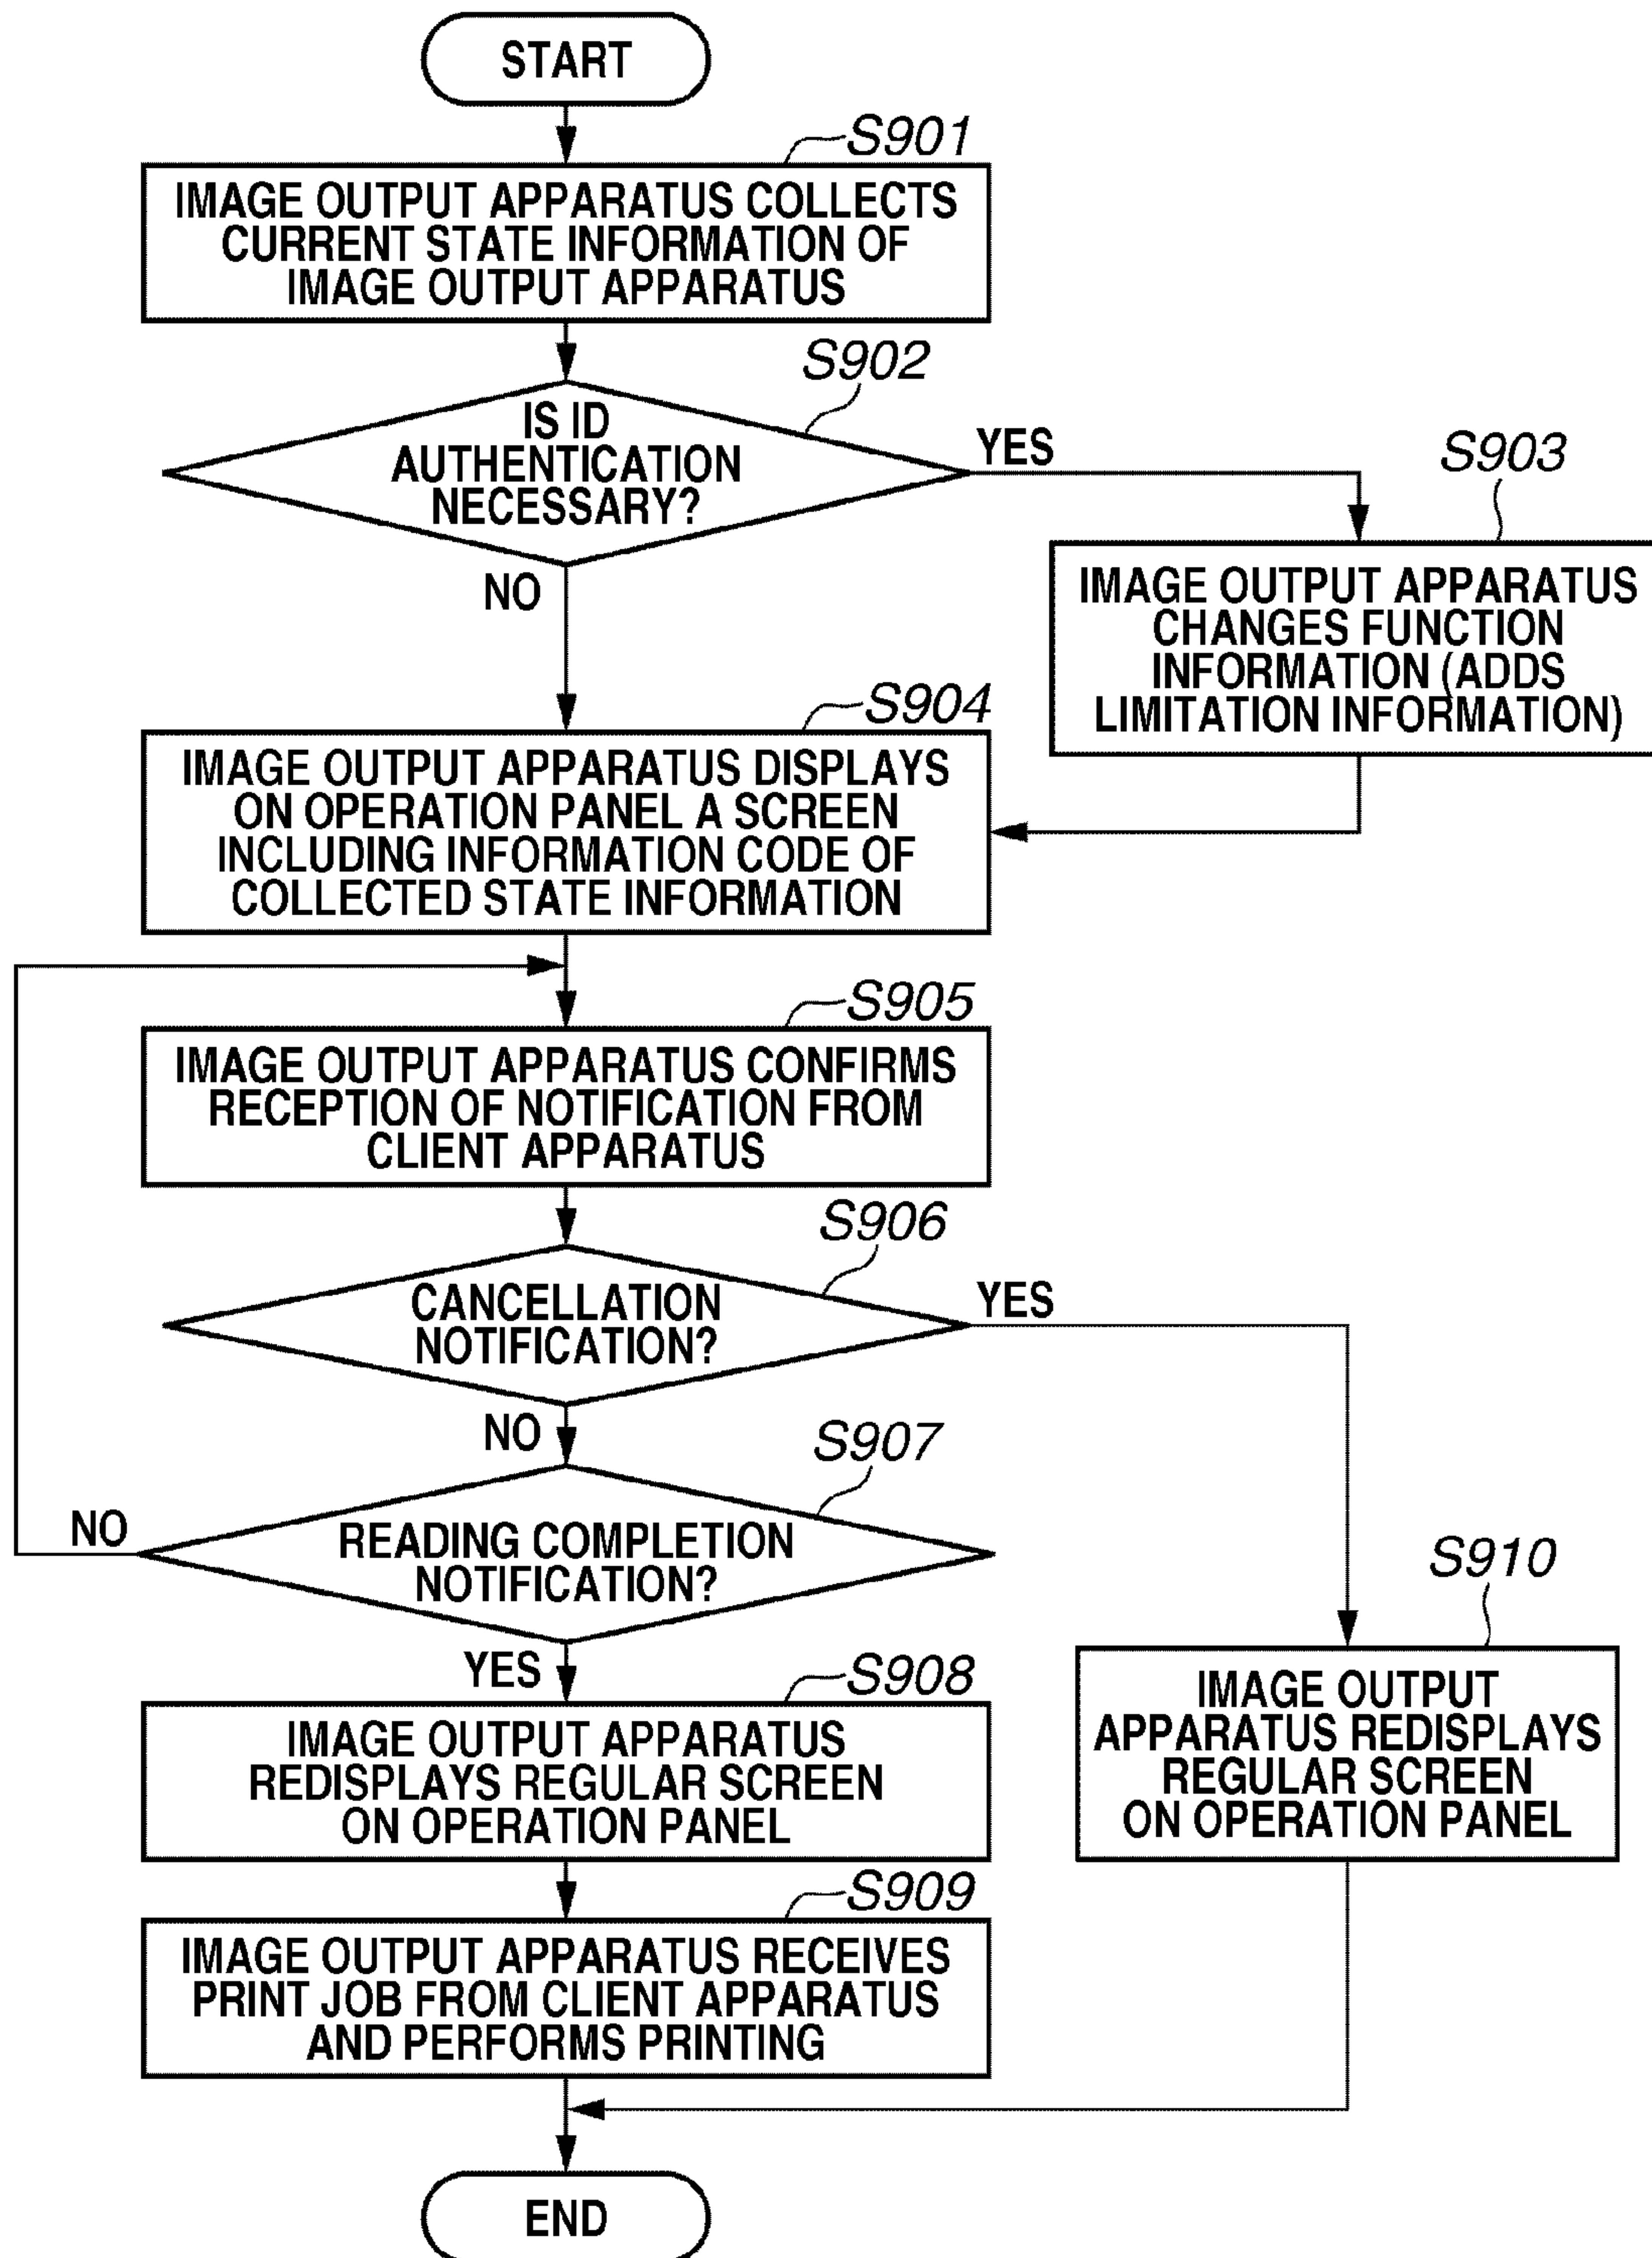 START
S901
IMAGE OUTPUT APPARATUS COLLECTS
CURRENT STATE INFORMATION OF
IMAGE OUTPUT APPARATUS
S902
IS ID
AUTHENTICATION
NECESSARY?
YES
NO
S903
IMAGE OUTPUT APPARATUS
CHANGES FUNCTION
INFORMATION (ADDS
LIMITATION INFORMATION)
S904
IMAGE OUTPUT APPARATUS DISPLAYS
ON OPERATION PANEL A SCREEN
INCLUDING INFORMATION CODE OF
COLLECTED STATE INFORMATION
S905
IMAGE OUTPUT APPARATUS CONFIRMS
RECEPTION OF NOTIFICATION FROM
CLIENT APPARATUS
S906
CANCELLATION
NOTIFICATION?
YES
NO
S907
READING COMPLETION
NOTIFICATION?
NO
YES
S908
IMAGE OUTPUT APPARATUS
REDISPLAYS REGULAR SCREEN
ON OPERATION PANEL
S910
IMAGE OUTPUT
APPARATUS REDISPLAYS
REGULAR SCREEN
ON OPERATION PANEL
S909
IMAGE OUTPUT APPARATUS RECEIVES
PRINT JOB FROM CLIENT APPARATUS
AND PERFORMS PRINTING
END